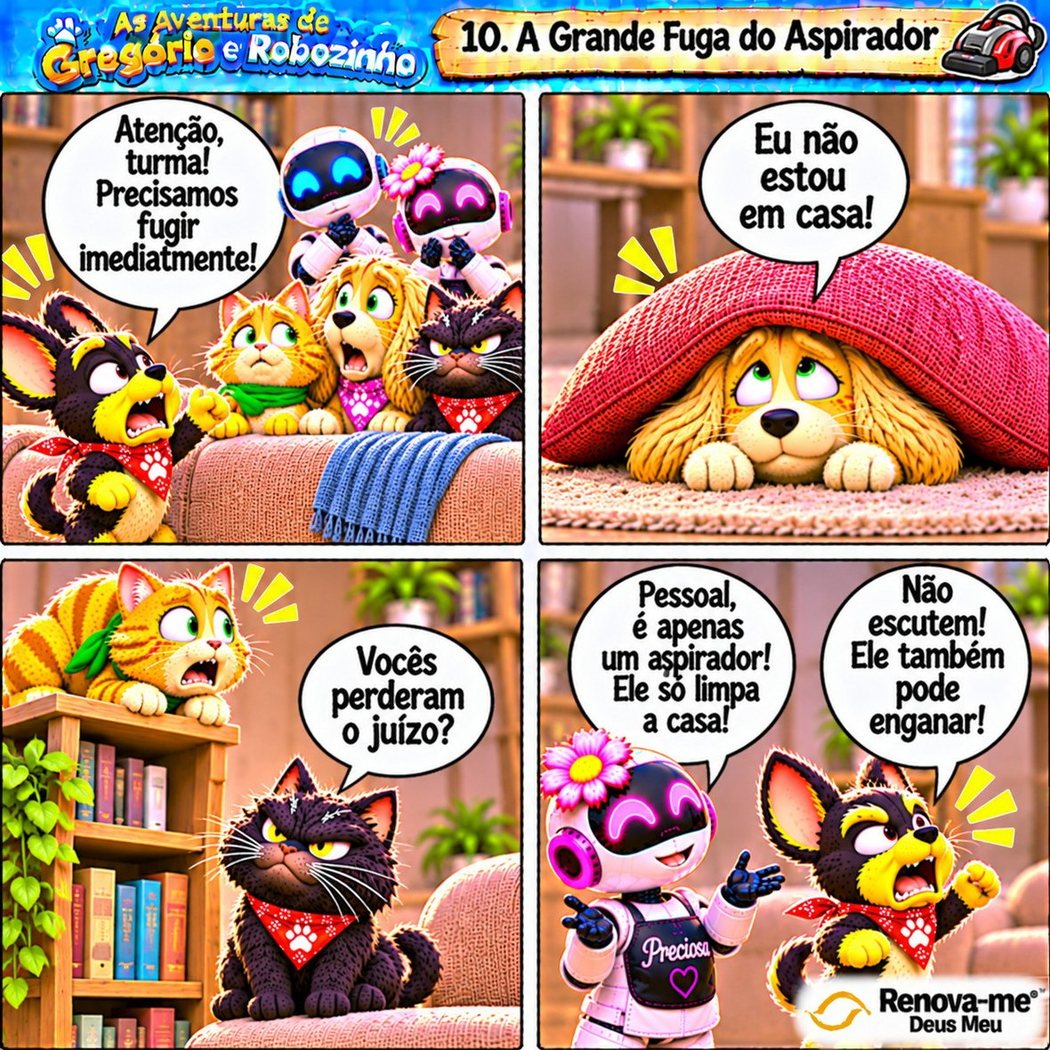 As Aventuras de
Gregório e Robozinho
10. A Grande Fuga do Aspirador
Atenção,
turma!
Precisamos
fugir
imediatmente!
Eu não
estou
em casa!
Vocês
perderam
o juízo?
Pessoal,
é apenas
um aspirador!
Ele só limpa
a casa!
Não
escutem!
Ele também
pode
enganar!
Preciosa
Renova-me®™
Deus Meu